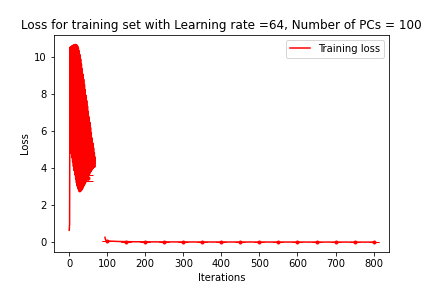 Loss for training set with Learning rate =64, Number of PCs = 100
Training loss
10
8
6
4
2
0
Loss
0 100 200 300 400 500 600 700 800
Iterations